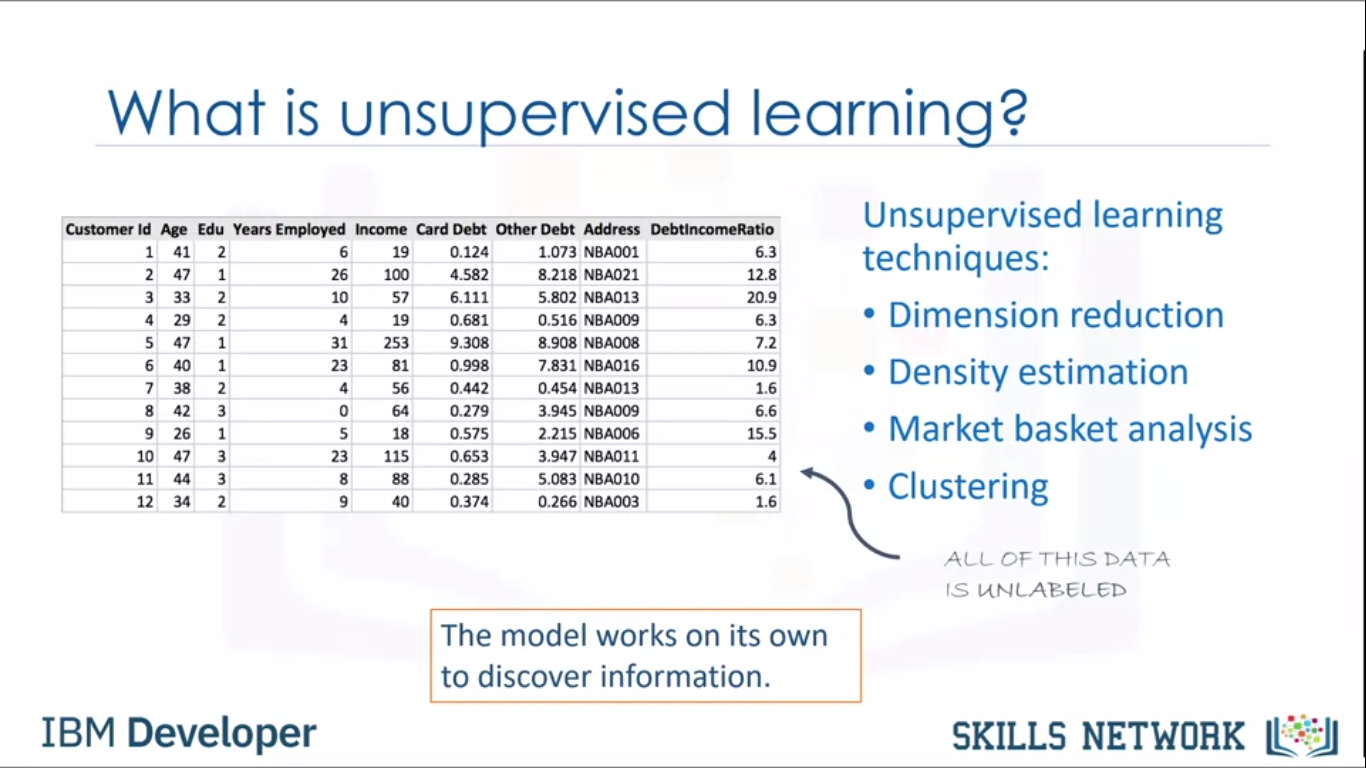 What is unsupervised learning?
Customer Id Age Edu Years Employed Income Card Debt Other Debt Address DebtIncomeRatio
1 41 2 6 19 0.124 1.073 NBA001 6.3
2 47 1 26 100 4.582 8.218 NBA021 12.8
3 33 2 10 57 6.111 5.802 NBA013 20.9
4 29 2 4 19 0.681 0.516 NBA009 6.3
5 47 1 31 253 9.308 8.908 NBA008 7.2
6 40 1 23 81 0.998 7.831 NBA016 10.9
7 38 2 4 56 0.442 0.454 NBA013 1.6
8 42 3 0 64 0.279 3.945 NBA009 6.6
9 26 1 5 18 0.575 2.215 NBA006 15.5
10 47 3 23 115 0.653 3.947 NBA011 4
11 44 3 8 88 0.285 5.083 NBA010 6.1
12 34 2 9 40 0.374 0.266 NBA003 1.6
Unsupervised learning
techniques:
• Dimension reduction
• Density estimation
• Market basket analysis
• Clustering
ALL OF THIS DATA
IS UNLABELED
The model works on its own
to discover information.
IBM Developer
SKILLS NETWORK